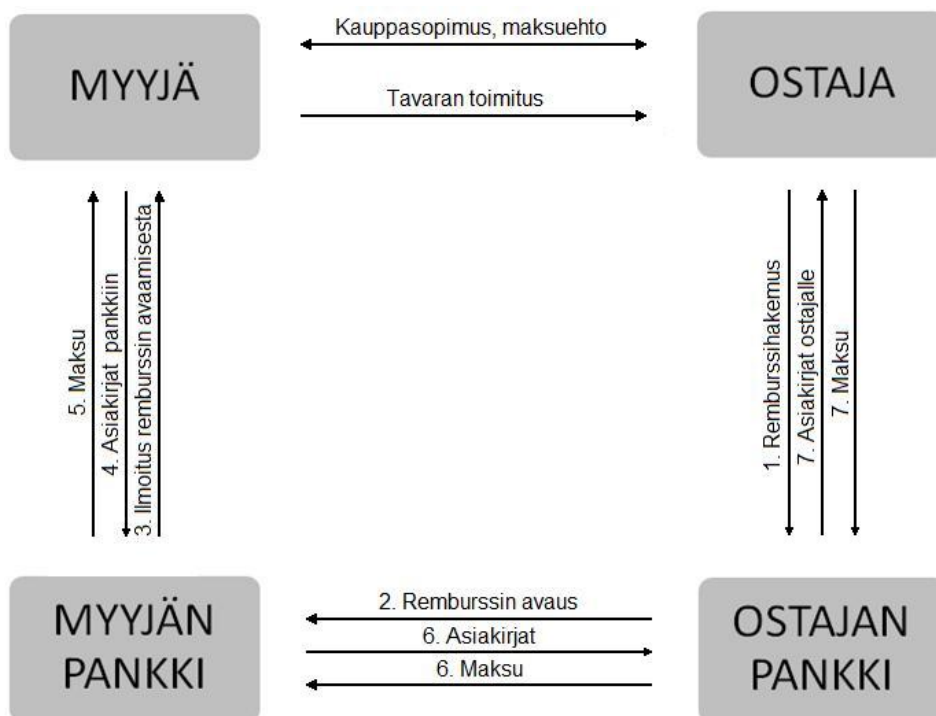 MYYJÄ
Kauppasopimus, maksuehto
Tavaran toimitus
OSTAJA
5. Maksu
4. Asiakirjat pankkiin
3. Ilmoitus remburssin avaamisesta
1. Remburssihakemus
7. Asiakirjat ostajalle
7. Maksu
MYYJÄN
PANKKI
2. Remburssin avaus
6. Asiakirjat
6. Maksu
OSTAJAN
PANKKI